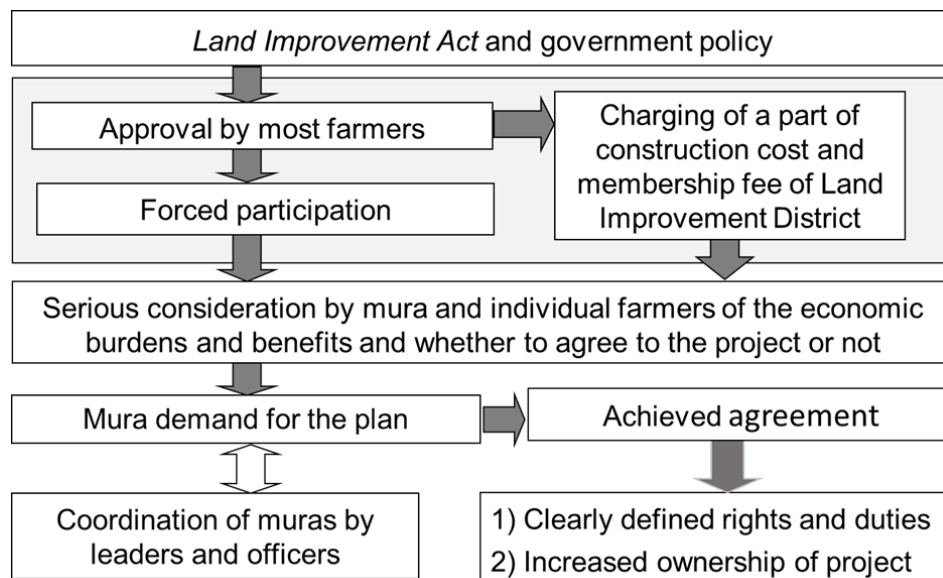 Land Improvement Act and government policy
Approval by most farmers
Charging of a part of
construction cost and
membership fee of Land
Improvement District
Forced participation
Serious consideration by mura and individual farmers of the economic
burdens and benefits and whether to agree to the project or not
Mura demand for the plan
Achieved agreement
Coordination of muras by
leaders and officers
1) Clearly defined rights and duties
2) Increased ownership of project